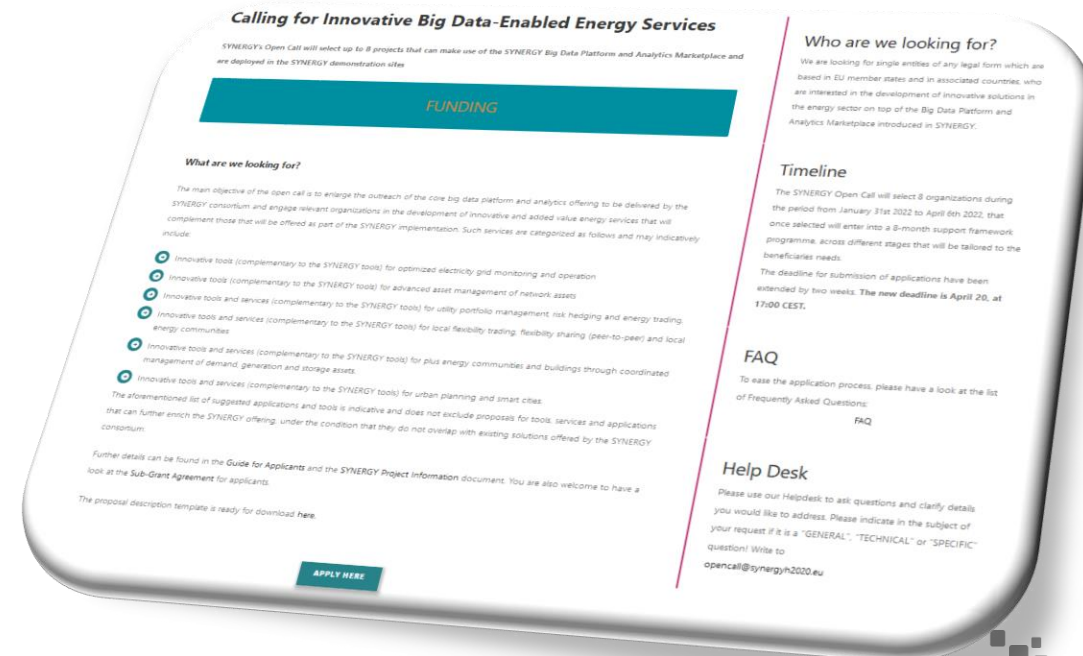 Calling for Innovative Big Data-Enabled Energy Services
SYNERGY's Open Call will select up to 8 projects that can make use of the SYNERGY Big Data Platform and Analytics Marketplace and
are deployed in the SYNERGY demonstration sites
FUNDING
What are we looking for?
The main objective of the open call is to enlarge the outreach of the core big data platform and analytics offering to be delivered by the
SYNERGY consortium and engage relevant organizations in the development of innovative and added value energy services that will
complement those that will be offered as part of the SYNERGY implementation. Such services are categorized as follows and may indicatively
include:
Innovative tools (complementary to the SYNERGY tools) for optimized electricity grid monitoring and operation
Innovative tools (complementary to the SYNERGY tools) for advanced asset management of network assets
Innovative tools and services (complementary to the SYNERGY tools) for utility portfolio management, risk hedging and energy trading,
Innovative tools and services (complementary to the SYNERGY tools) for local flexibility trading, flexibility sharing (peer-to-peer) and local
energy communities
Innovative tools and services (complementary to the SYNERGY tools) for plus energy communities and buildings through coordinated
management of demand, generation and storage assets.
Innovative tools and services (complementary to the SYNERGY tools) for urban planning and smart cities.
The aforementioned list of suggested applications and tools is indicative and does not exclude proposals for tools, services and applications
that can further enrich the SYNERGY offering, under the condition that they do not overlap with existing solutions offered by the SYNERGY
consortium.
Further details can be found in the Guide for Applicants and the SYNERGY Project Information document. You are also welcome to have a
look at the Sub-Grant Agreement for applicants.
The proposal description template is ready for download here.
APPLY HERE
Who are we looking for?
We are looking for single entities of any legal form which are
based in EU member states and in associated countries, who
are interested in the development of innovative solutions in
the energy sector on top of the Big Data Platform and
Analytics Marketplace introduced in SYNERGY.
Timeline
The SYNERGY Open Call will select 8 organizations during
the period from January 31st 2022 to April 6th 2022, that
once selected will enter into a 8-month support framework
programme, across different stages that will be tailored to the
beneficiaries needs.
The deadline for submission of applications have been
extended by two weeks. The new deadline is April 20, at
17:00 CEST.
FAQ
To ease the application process, please have a look at the list
of Frequently Asked Questions:
FAQ
Help Desk
Please use our Helpdesk to ask questions and clarify details
you would like to address. Please indicate in the subject of
your request if it is a "GENERAL", "TECHNICAL" or "SPECIFIC"
question! Write to
opencall@synergyh2020.eu